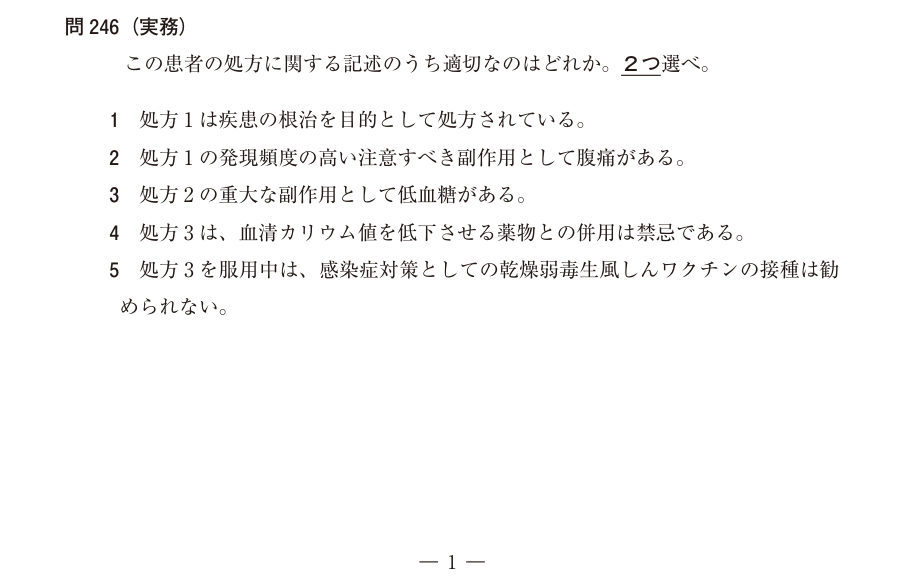 問 246（実務）
この患者の処方に関する記述のうち適切なのはどれか。２つ選べ。
1　処方１は疾患の根治を目的として処方されている。
2　処方１の発現頻度の高い注意すべき副作用として腹痛がある。
3　処方２の重大な副作用として低血糖がある。
4　処方３は、血清カリウム値を低下させる薬物との併用は禁忌である。
5　処方３を服用中は、感染症対策としての乾燥弱毒生風しんワクチンの接種は勧
められない。
― 1 ―